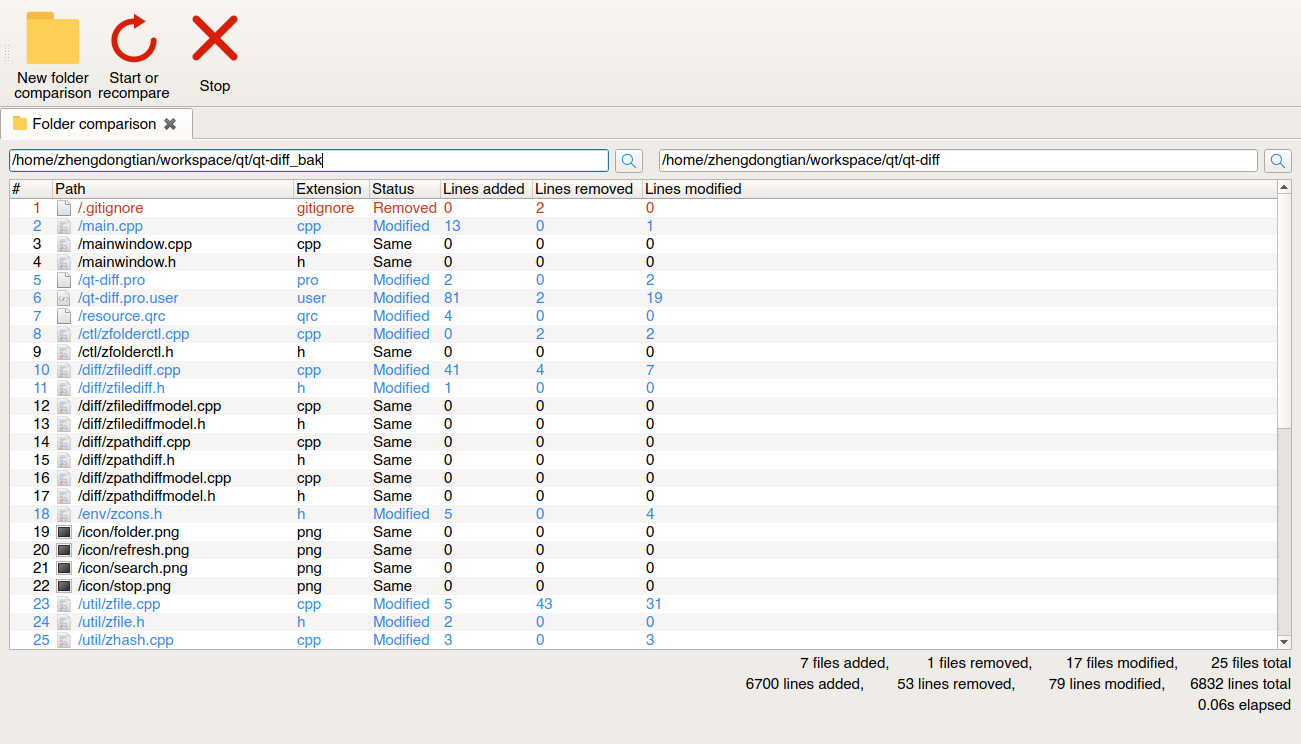 New folder comparison
Start or recompare
Stop
Folder comparison
/home/zhengdongtian/workspace/qt/qt-diff_bak
/home/zhengdongtian/workspace/qt/qt-diff
# Path Extension Status Lines added Lines removed Lines modified
1 /.gitignore gitignore Removed 0 2 0
2 /main.cpp cpp Modified 13 0 1
3 /mainwindow.cpp cpp Same 0 0 0
4 /mainwindow.h h Same 0 0 0
5 /qt-diff.pro pro Modified 2 0 2
6 /qt-diff.pro.user user Modified 81 2 19
7 /resource.qrc qrc Modified 4 0 0
8 /ctl/zfolderctl.cpp cpp Modified 0 2 2
9 /ctl/zfolderctl.h h Same 0 0 0
10 /diff/zfilediff.cpp cpp Modified 41 4 7
11 /diff/zfilediff.h h Modified 1 0 0
12 /diff/zfilediffmodel.cpp cpp Same 0 0 0
13 /diff/zfilediffmodel.h h Same 0 0 0
14 /diff/zpathdiff.cpp cpp Same 0 0 0
15 /diff/zpathdiff.h h Same 0 0 0
16 /diff/zpathdiffmodel.cpp cpp Same 0 0 0
17 /diff/zpathdiffmodel.h h Same 0 0 0
18 /env/zcons.h h Modified 5 0 4
19 /icon/folder.png png Same 0 0 0
20 /icon/refresh.png png Same 0 0 0
21 /icon/search.png png Same 0 0 0
22 /icon/stop.png png Same 0 0 0
23 /util/zfile.cpp cpp Modified 5 43 31
24 /util/zfile.h h Modified 2 0 0
25 /util/zhash.cpp cpp Modified 3 0 3
7 files added, 1 files removed, 17 files modified, 25 files total
6700 lines added, 53 lines removed, 79 lines modified, 6832 lines total
0.06s elapsed